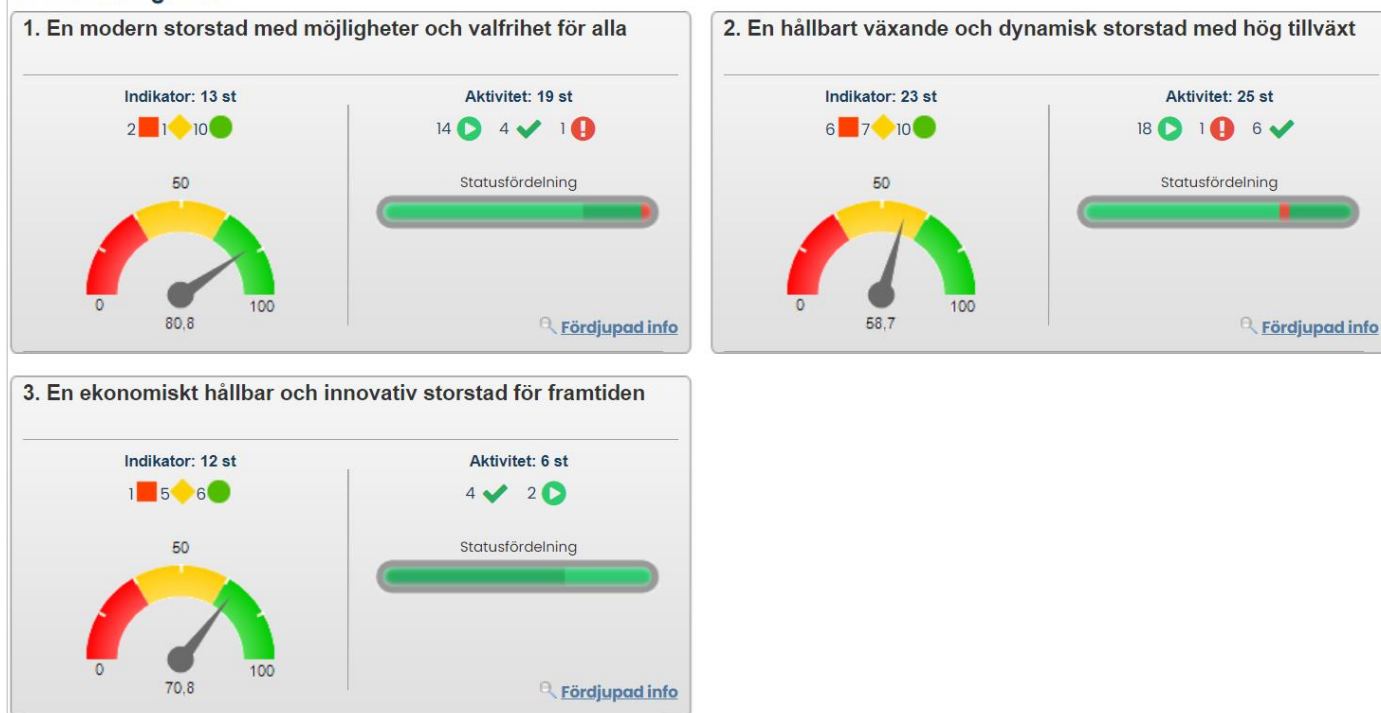 1. En modern storstad med möjligheter och valfrihet för alla
Indikator: 13 st
2 1 10
50
0
100
80,8
Aktivitet: 19 st
14 4 1
Statusfördelning
Fördjupad info
2. En hållbart växande och dynamisk storstad med hög tillväxt
Indikator: 23 st
6 7 10
50
0
100
58,7
Aktivitet: 25 st
18 1 6
Statusfördelning
Fördjupad info
3. En ekonomiskt hållbar och innovativ storstad för framtiden
Indikator: 12 st
1 5 6
50
0
100
70,8
Aktivitet: 6 st
4 2
Statusfördelning
Fördjupad info